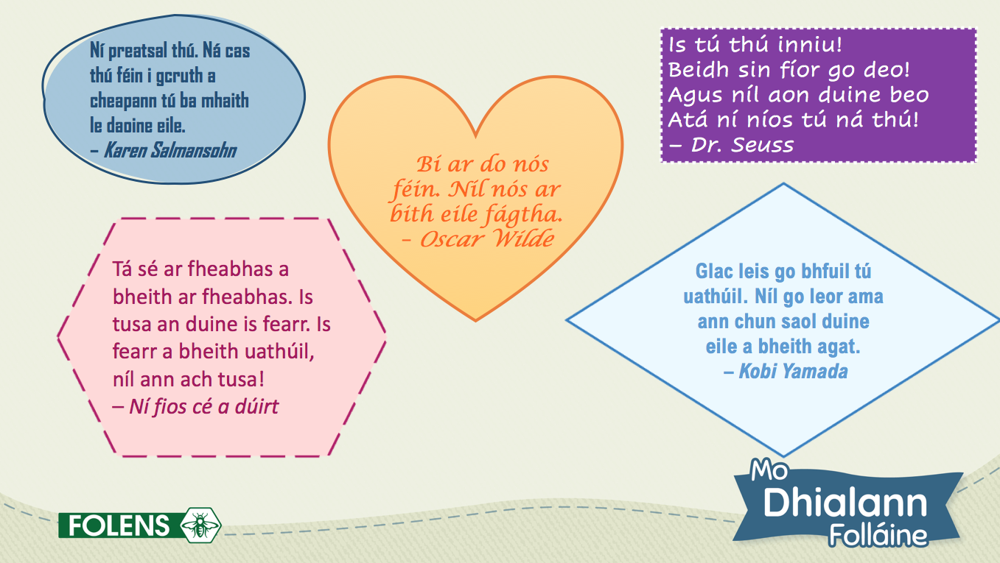 Ní preatsal thú. Ná cas
thú féin i gcruth a
cheapann tú ba mhaith
le daoine eile.
– Karen Salmansohn
Bí ar do nós
féin. Níl nós ar
bith eile fágtha.
– Oscar Wilde
Is tú thú inniu!
Beidh sin fíor go deo!
Agus níl aon duine beo
Atá ní níos tú ná thú!
– Dr. Seuss
Tá sé ar fheabhas a
bheith ar fheabhas. Is
tusa an duine is fearr. Is
fearr a bheith uathúil,
níl ann ach tusa!
– Ní fios cé a dúirt
Glac leis go bhfuil tú
uathúil. Níl go leor ama
ann chun saol duine
eile a bheith agat.
– Kobi Yamada
FOLENS
Mo
Dhialann
Folláine